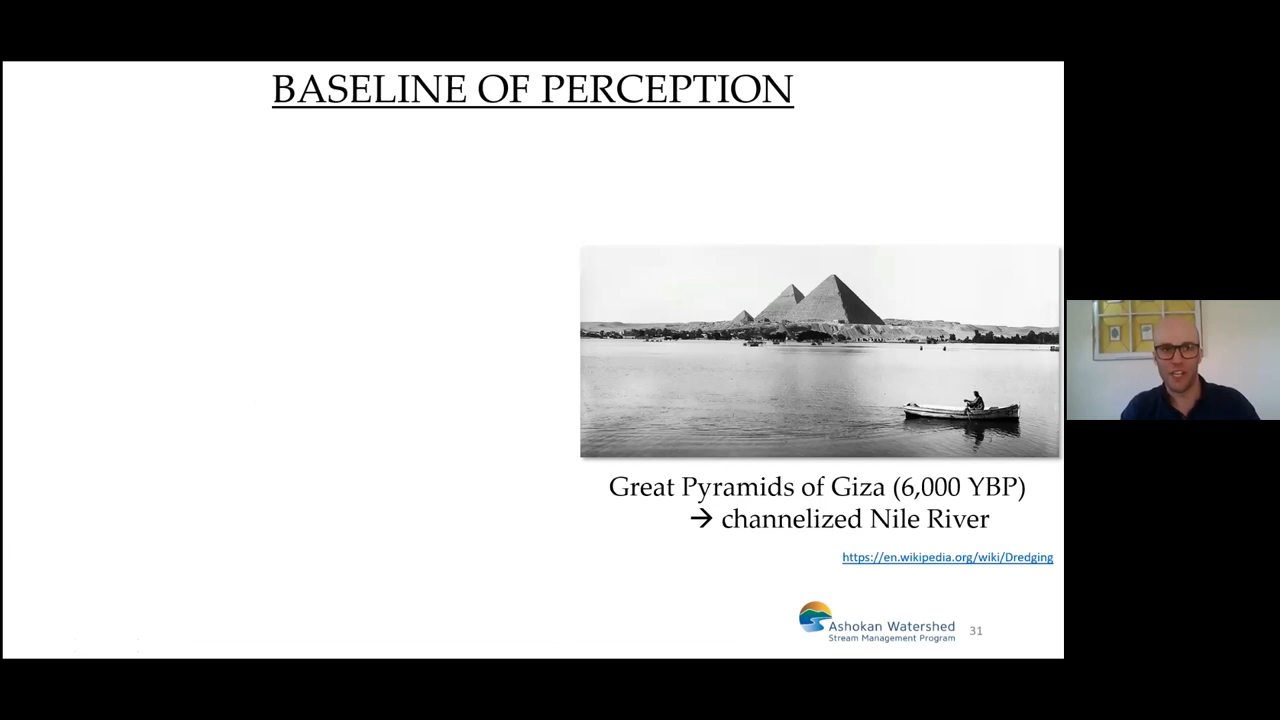 BASELINE OF PERCEPTION
Great Pyramids of Giza (6,000 YBP)
→ channelized Nile River
https://en.wikipedia.org/wiki/Dredging
Ashokan Watershed
Stream Management Program
31